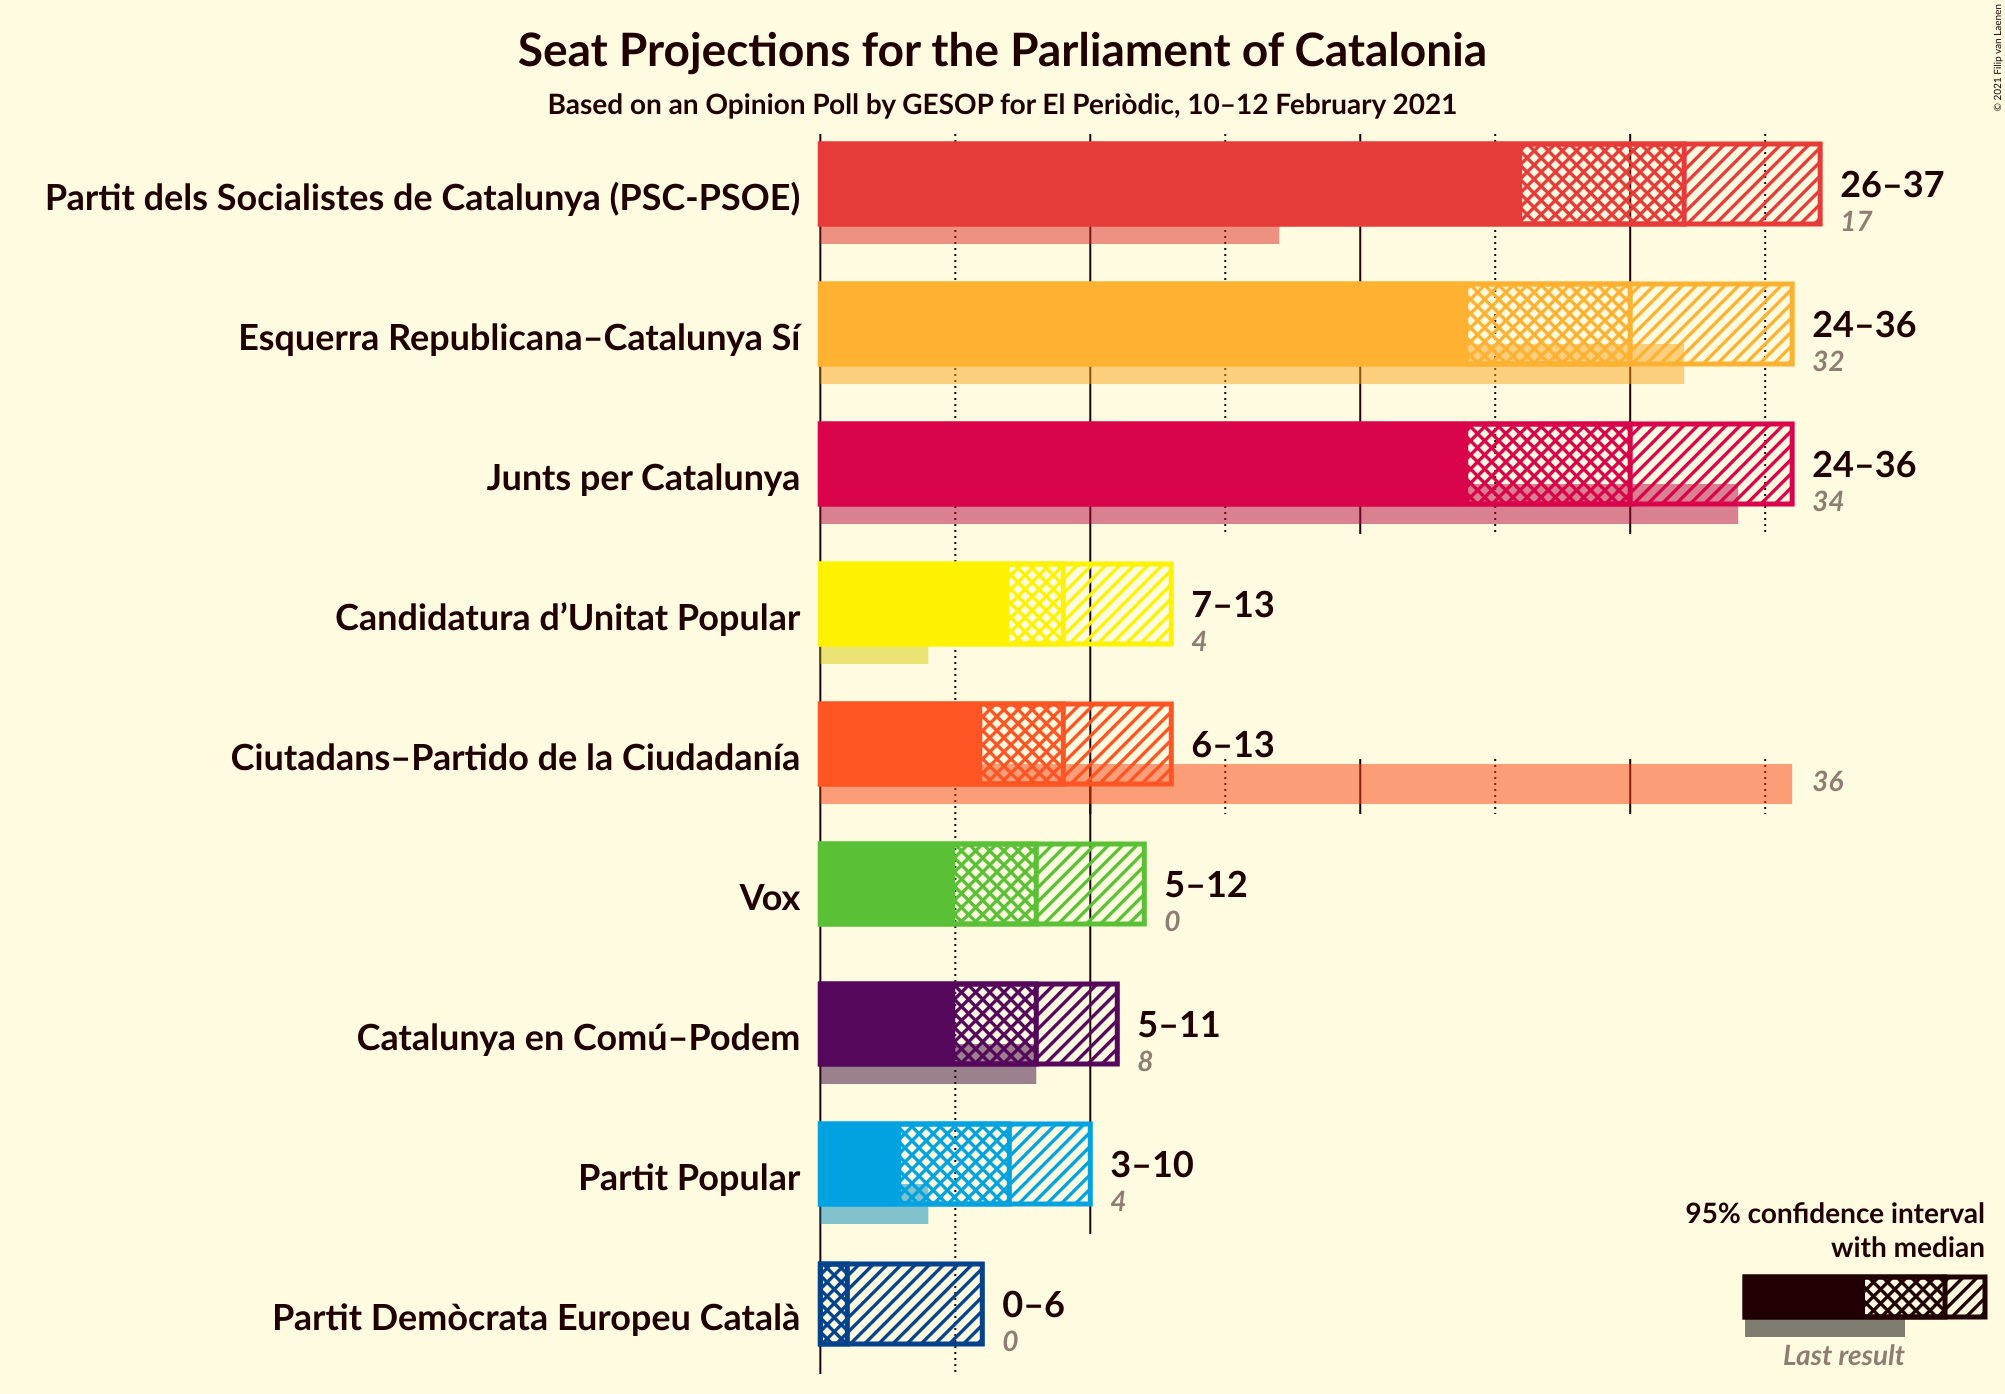 Seat Projections for the Parliament of Catalonia
Based on an Opinion Poll by GESOP for El Periòdic, 10–12 February 2021
© 2021 Filip van Laenen
Partit dels Socialistes de Catalunya (PSC-PSOE)
26–37
17
Esquerra Republicana–Catalunya Sí
24–36
32
Junts per Catalunya
24–36
34
Candidatura d’Unitat Popular
7–13
4
Ciutadans–Partido de la Ciudadanía
6–13
36
Vox
5–12
0
Catalunya en Comú–Podem
5–11
8
Partit Popular
3–10
4
Partit Demòcrata Europeu Català
0–6
0
95% confidence interval
with median
Last result